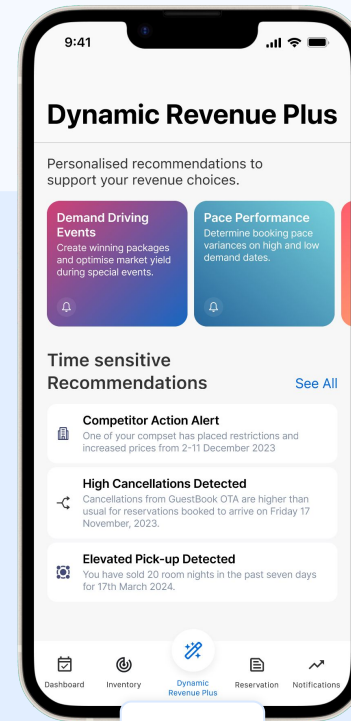 9:41
Dynamic Revenue Plus
Personalised recommendations to
support your revenue choices.
Demand Driving
Events
Create winning packages
and optimise market yield
during special events.
Pace Performance
Determine booking pace
variances on high and low
demand dates.
Time sensitive
Recommendations
See All
Competitor Action Alert
One of your compset has placed restrictions and
increased prices from 2-11 December 2023
High Cancellations Detected
Cancellations from GuestBook OTA are higher than
usual for reservations booked to arrive on Friday 17
November, 2023.
Elevated Pick-up Detected
You have sold 20 room nights in the past seven days
for 17th March 2024.
Dashboard
Inventory
Dynamic
Revenue Plus
Reservation
Notifications